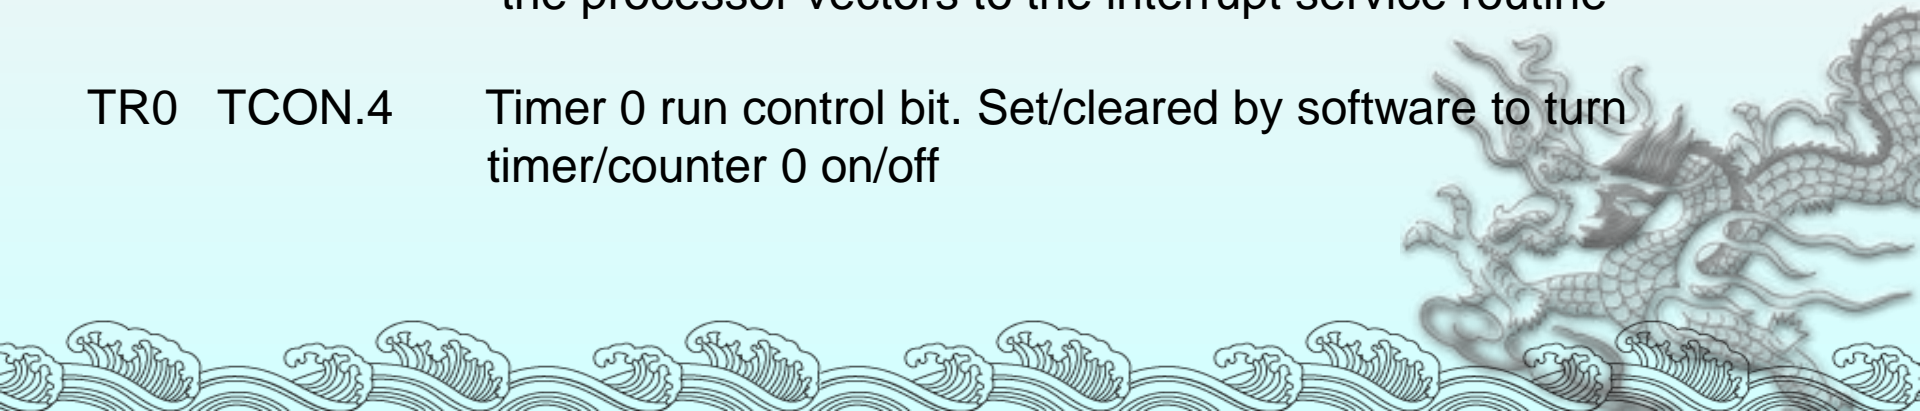 the processor vectors to the interrupt service routine
TR0 TCON.4 Timer 0 run control bit. Set/cleared by software to turn
timer/counter 0 on/off